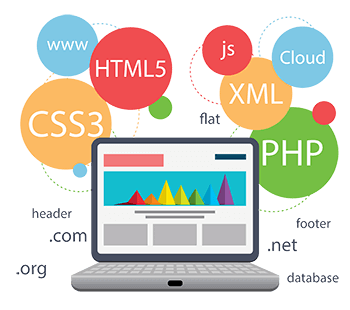 www
HTML5
CSS3
js
Cloud
XML
flat
PHP
header
.com
.org
footer
.net
database